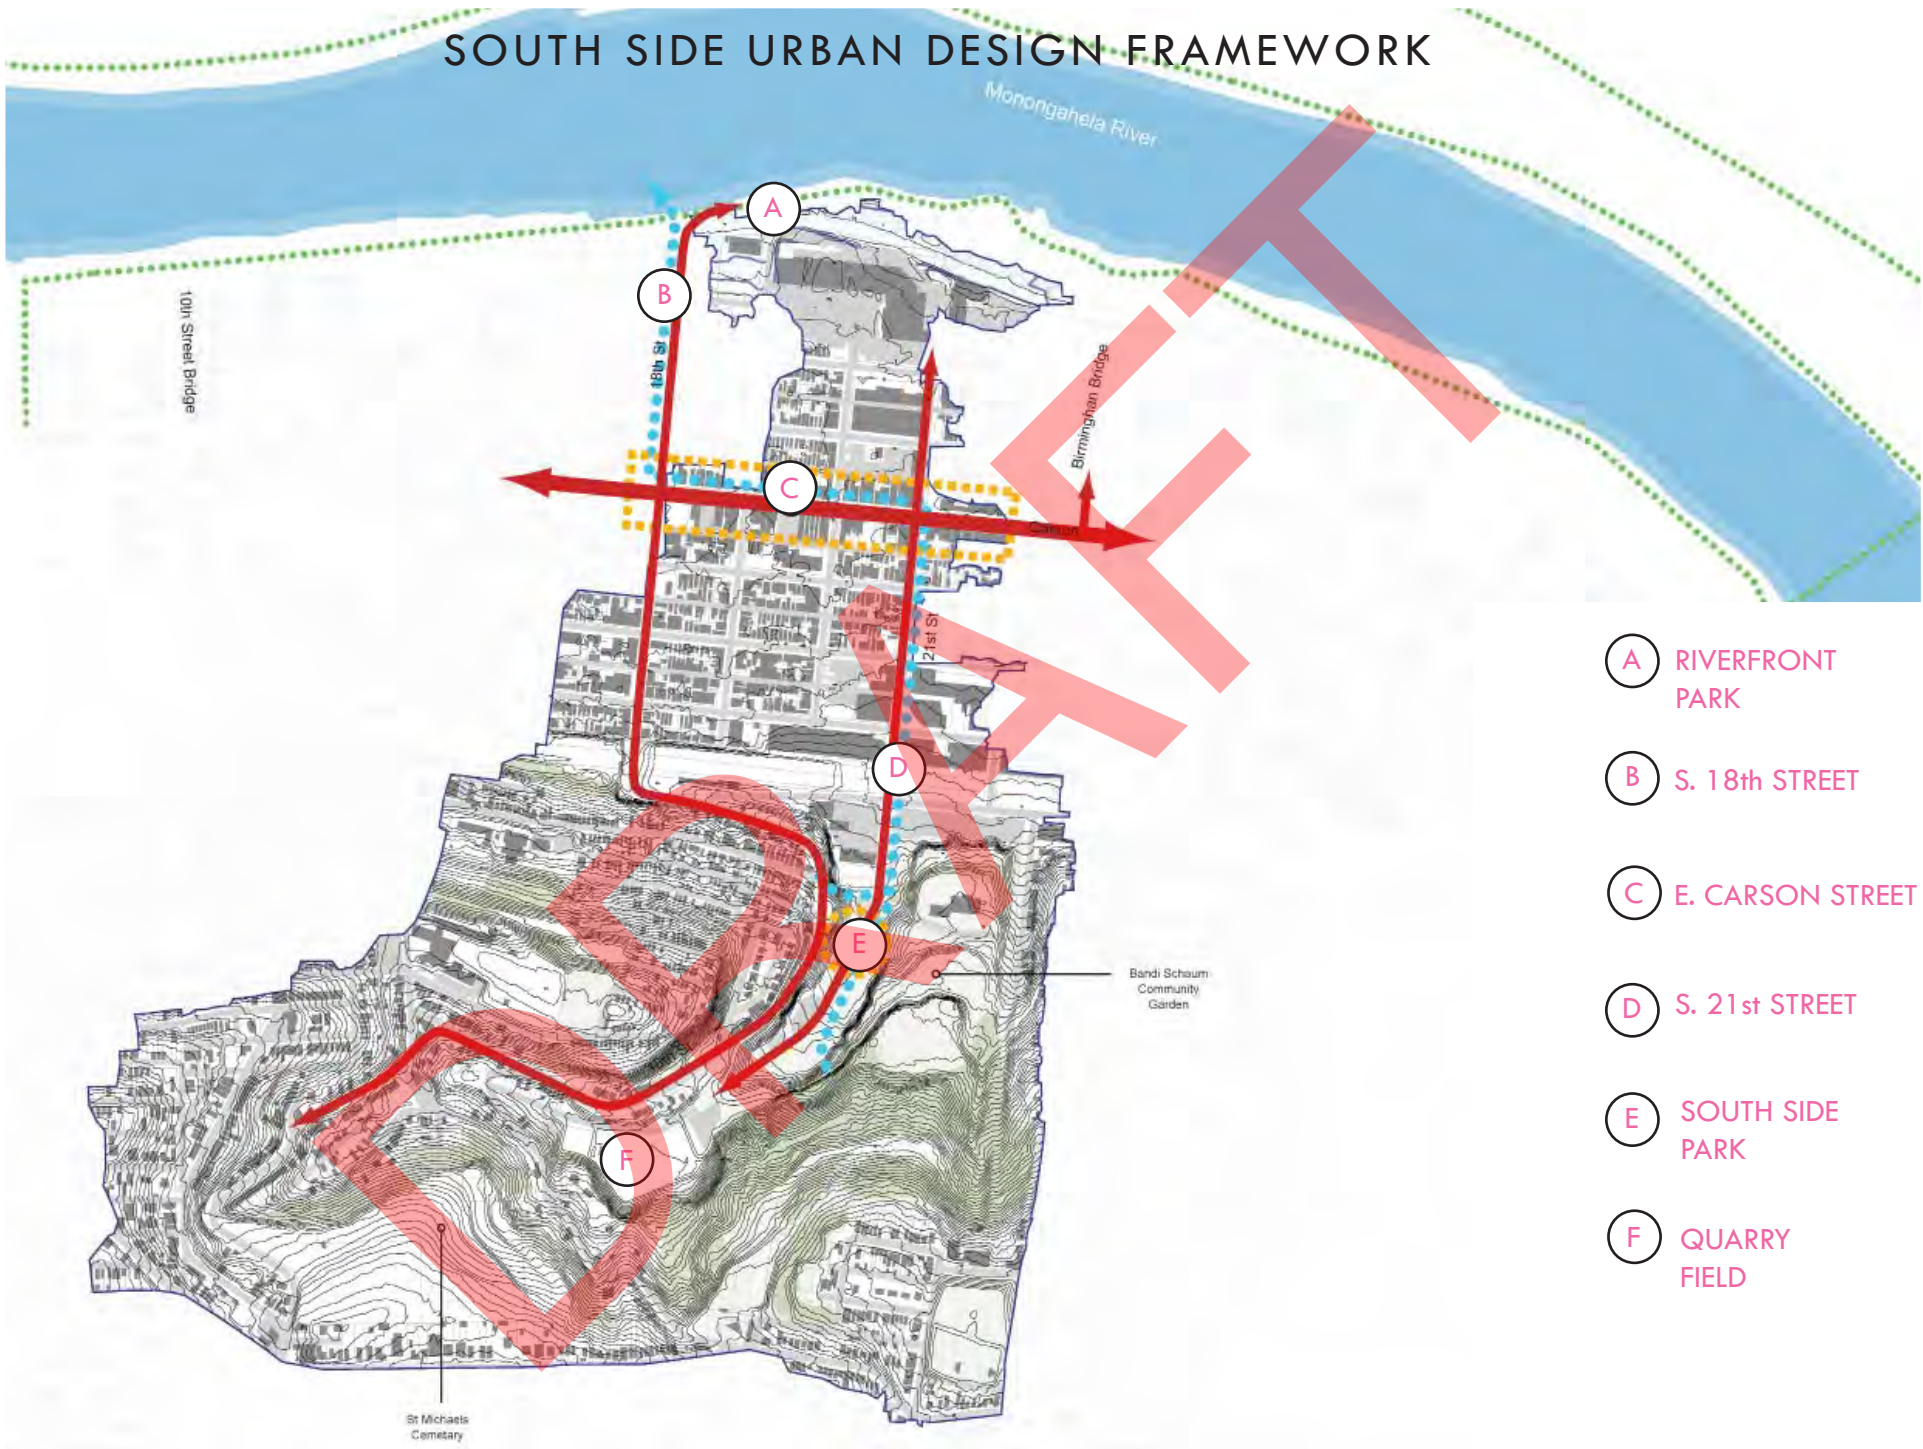 SOUTH SIDE URBAN DESIGN FRAMEWORK
Monongahela River
A
B
10th Street Bridge
18th St
Birminghan Bridge
C
Carson
21st St
D
E
Bandi Schaum
Community
Garden
F
St Michaels
Cemetary
DRAFT
A RIVERFRONT
PARK
B S. 18th STREET
C E. CARSON STREET
D S. 21st STREET
E SOUTH SIDE
PARK
F QUARRY
FIELD